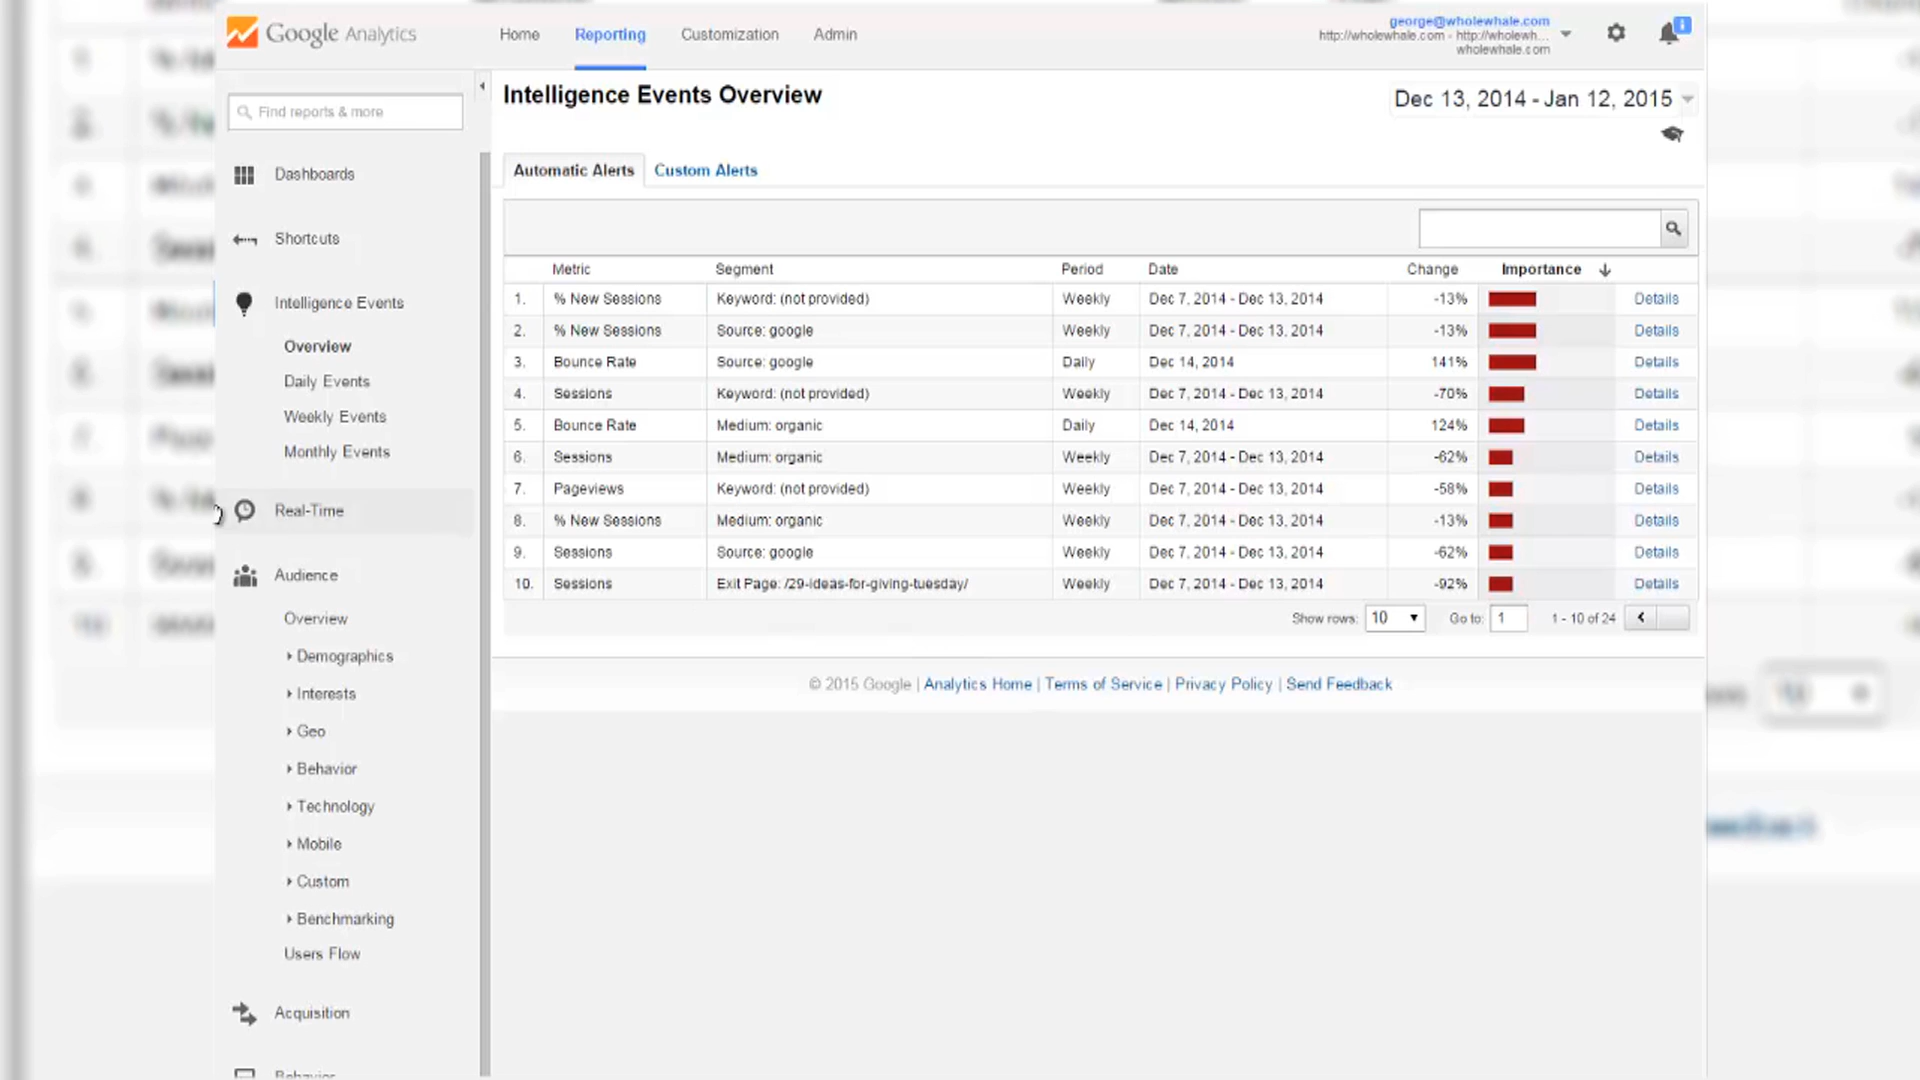 Google Analytics
Home Reporting Customization Admin
george@wholewhale.com
http://wholewhale.com - http://wholewh...
wholewhale.com
Find reports & more
Dashboards
Shortcuts
Intelligence Events
Overview
Daily Events
Weekly Events
Monthly Events
Real-Time
Audience
Overview
Demographics
Interests
Geo
Behavior
Technology
Mobile
Custom
Benchmarking
Users Flow
Acquisition
Behavior
Intelligence Events Overview
Dec 13, 2014 - Jan 12, 2015
Automatic Alerts Custom Alerts
Metric Segment Period Date Change Importance
1. % New Sessions Keyword: (not provided) Weekly Dec 7, 2014 - Dec 13, 2014 -13% Details
2. % New Sessions Source: google Weekly Dec 7, 2014 - Dec 13, 2014 -13% Details
3. Bounce Rate Source: google Daily Dec 14, 2014 141% Details
4. Sessions Keyword: (not provided) Weekly Dec 7, 2014 - Dec 13, 2014 -70% Details
5. Bounce Rate Medium: organic Daily Dec 14, 2014 124% Details
6. Sessions Medium: organic Weekly Dec 7, 2014 - Dec 13, 2014 -62% Details
7. Pageviews Keyword: (not provided) Weekly Dec 7, 2014 - Dec 13, 2014 -58% Details
8. % New Sessions Medium: organic Weekly Dec 7, 2014 - Dec 13, 2014 -13% Details
9. Sessions Source: google Weekly Dec 7, 2014 - Dec 13, 2014 -62% Details
10. Sessions Exit Page: /29-ideas-for-giving-tuesday/ Weekly Dec 7, 2014 - Dec 13, 2014 -92% Details
Show rows: 10 Go to: 1 1 - 10 of 24
© 2015 Google | Analytics Home | Terms of Service | Privacy Policy | Send Feedback